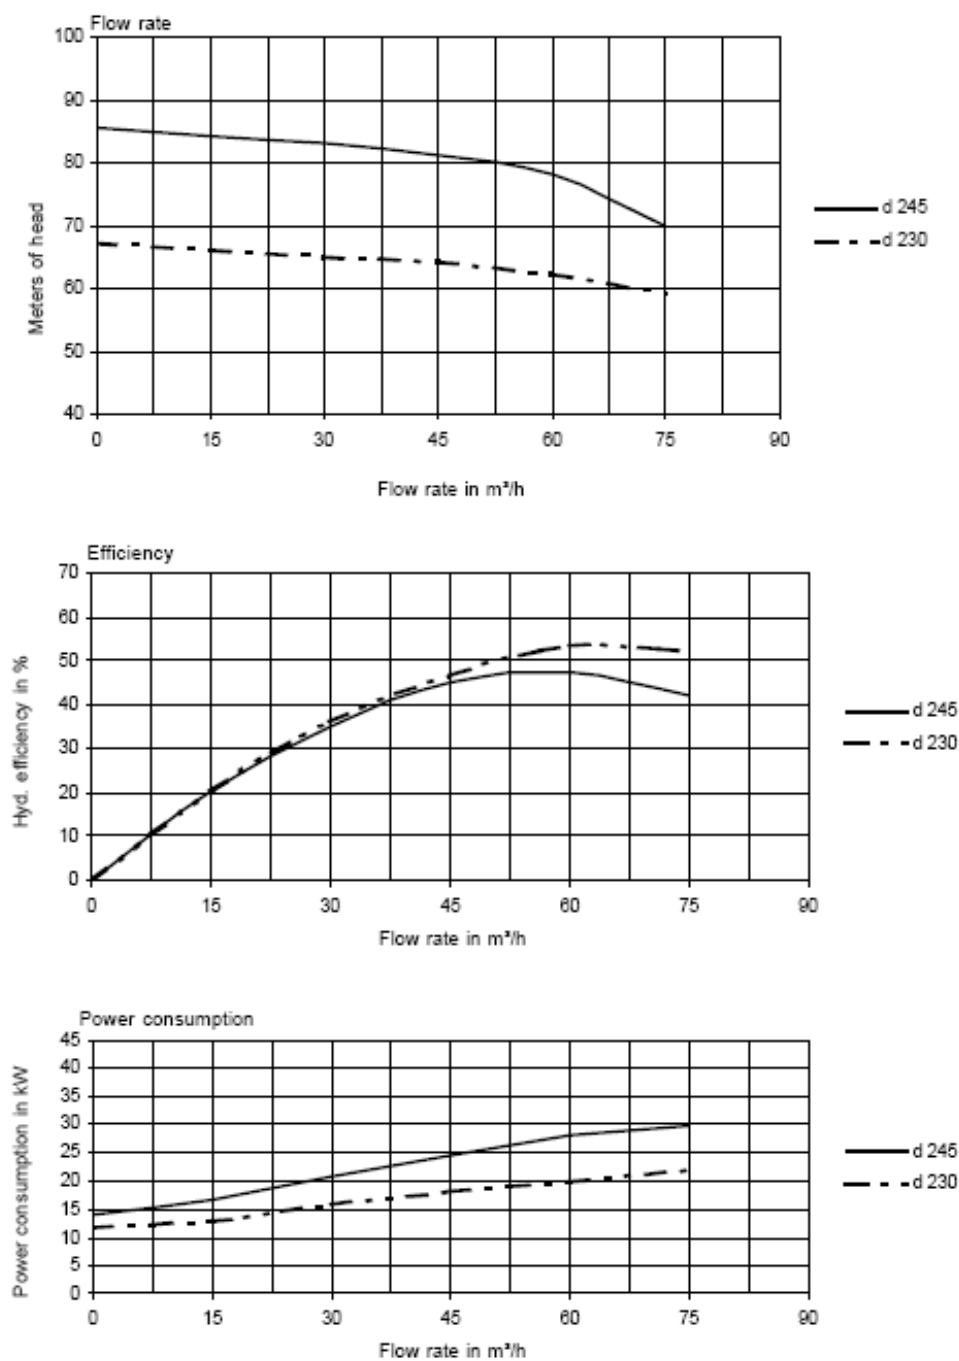 Flow rate
100
90
80
70
60
50
40
Meters of head
0 15 30 45 60 75 90
Flow rate in m³/h
d 245
d 230
Efficiency
70
60
50
40
30
20
10
0
Hyd. efficiency in %
0 15 30 45 60 75 90
Flow rate in m³/h
d 245
d 230
Power consumption
45
40
35
30
25
20
15
10
5
0
Power consumption in kW
0 15 30 45 60 75 90
Flow rate in m³/h
d 245
d 230